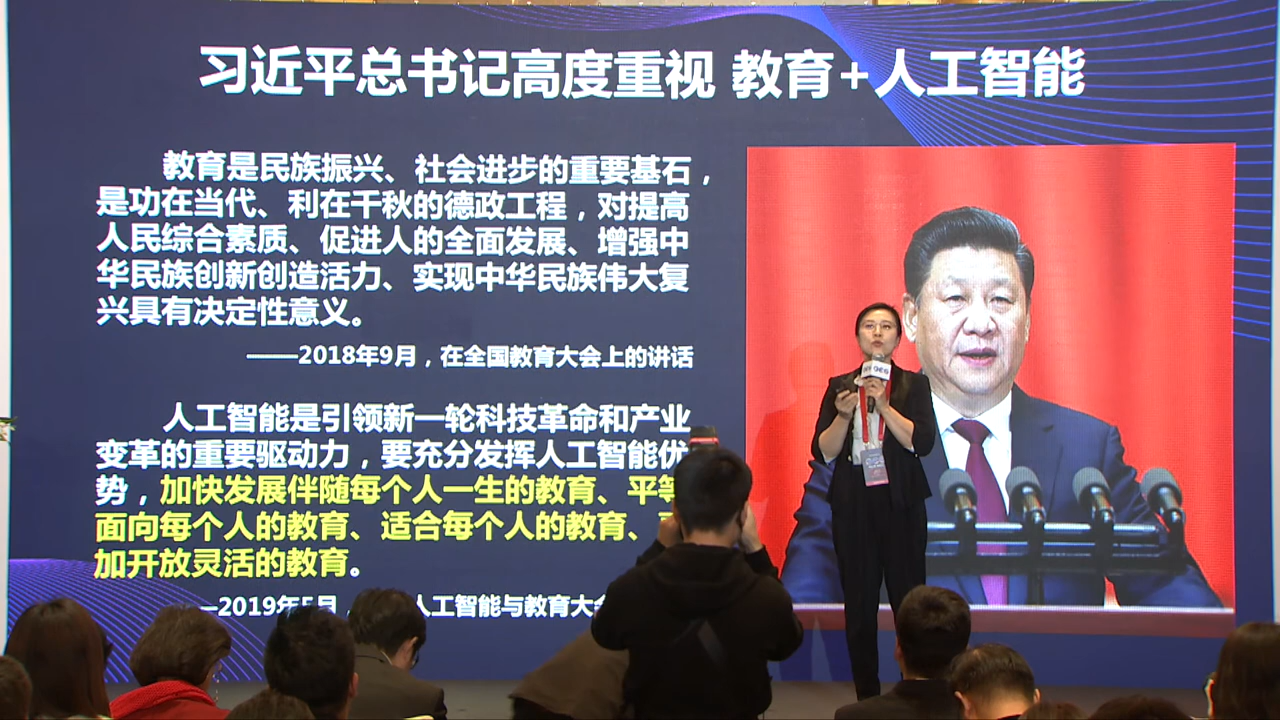 习近平总书记高度重视 教育+人工智能
教育是民族振兴、社会进步的重要基石，
是功在当代、利在千秋的德政工程，对提高
人民综合素质、促进人的全面发展、增强中
华民族创新创造活力、实现中华民族伟大复
兴具有决定性意义。
——2018年9月，在全国教育大会上的讲话
人工智能是引领新一轮科技革命和产业
变革的重要驱动力，要充分发挥人工智能优
势，加快发展伴随每个人一生的教育、平等
面向每个人的教育、适合每个人的教育、
加开放灵活的教育。
—2019年5月，人工智能与教育大会